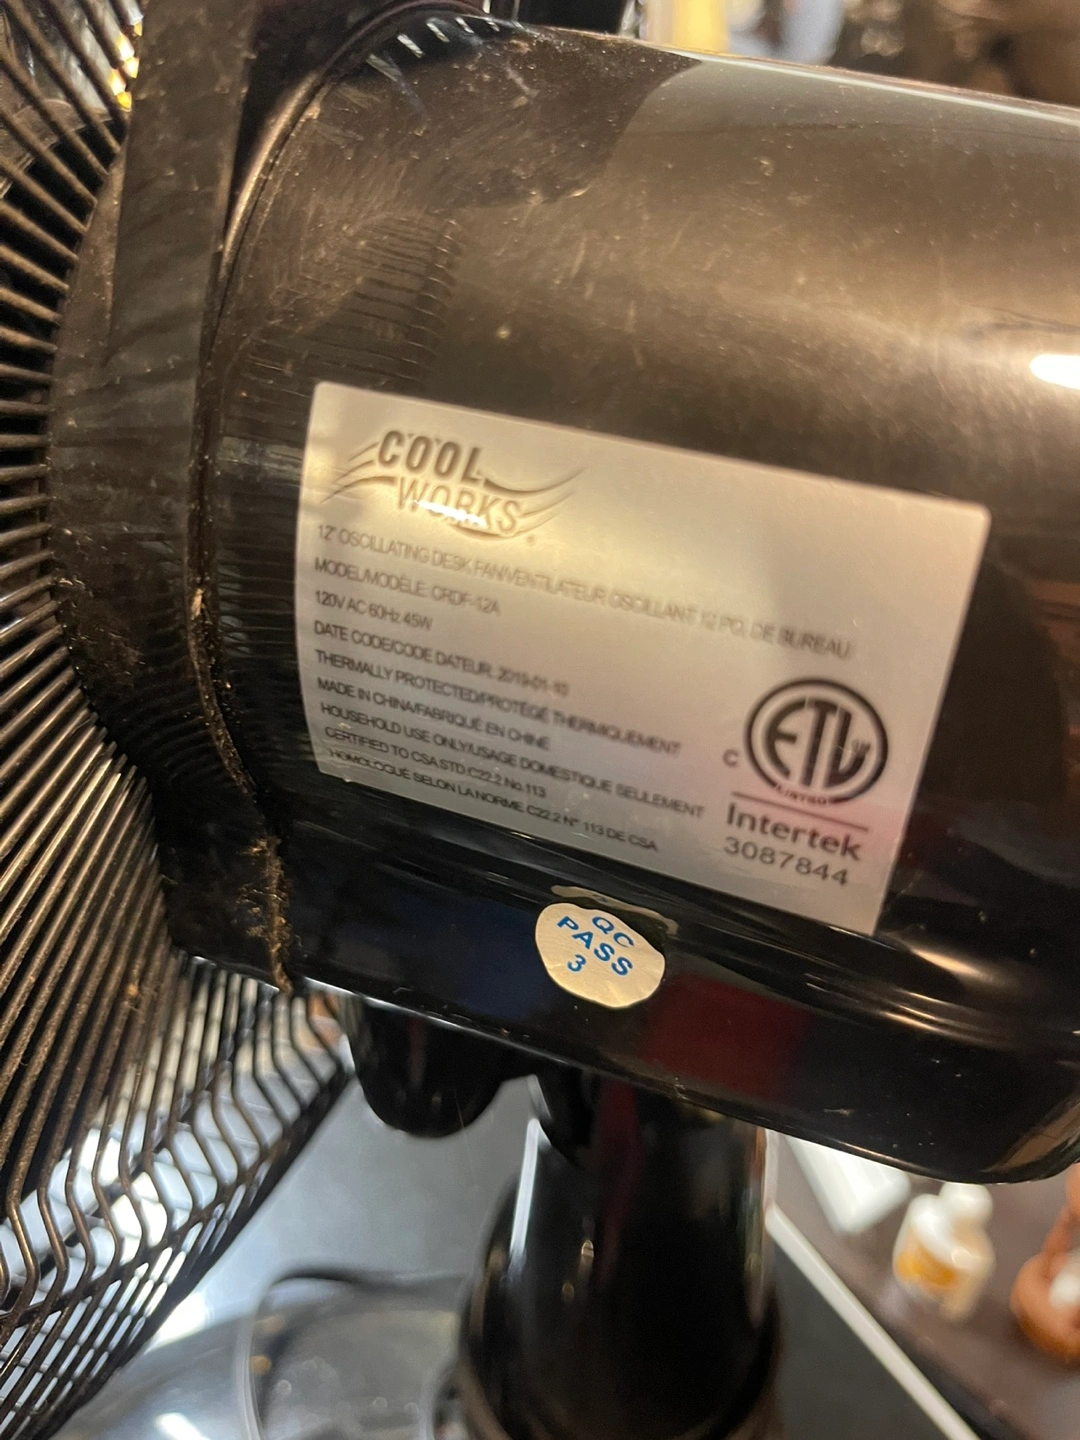 COOL
WORKS
12" OSCILLATING DESK FAN/VENTILATEUR OSCILLANT 12 PO. DE BUREAU
MODEL/MODÈLE: CRDF-12A
120V AC 60Hz 45W
DATE CODE/CODE DATEUR: 2019-01-10
THERMALLY PROTECTED/PROTÉGÉ THERMIQUEMENT
MADE IN CHINA/FABRIQUÉ EN CHINE
HOUSEHOLD USE ONLY/USAGE DOMESTIQUE SEULEMENT
CERTIFIED TO CSA STD.C22.2 No.113
HOMOLOGUÉ SELON LA NORME C22.2 N° 113 DE CSA
C ETL
LISTED
Intertek
3087844
QC
PASS
3